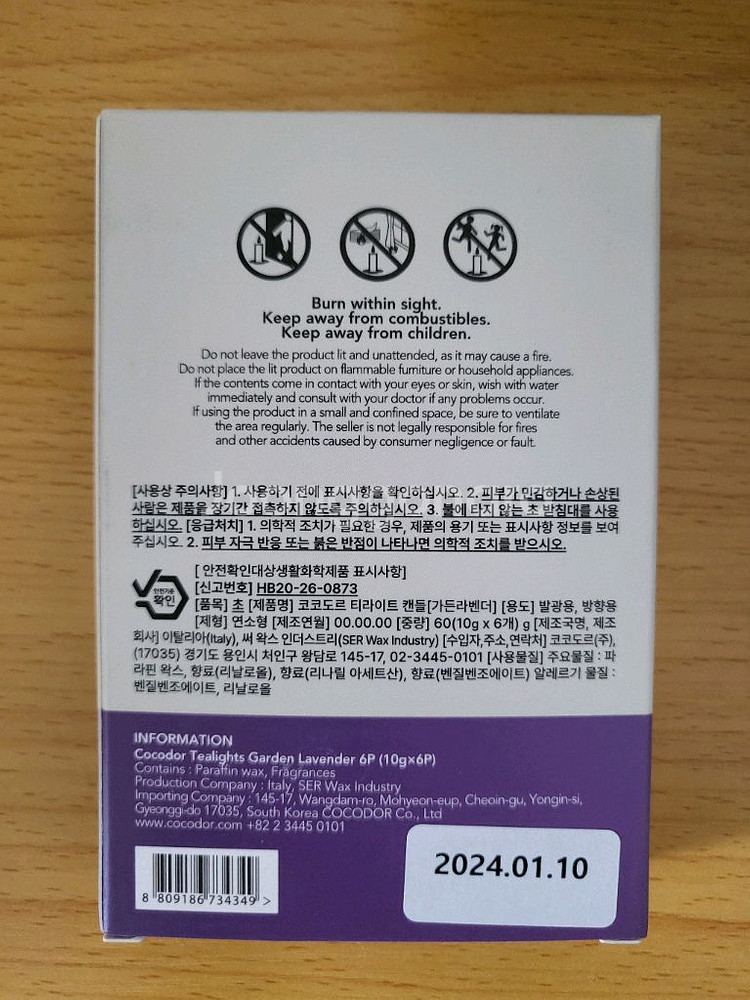 Burn within sight.
Keep away from combustibles.
Keep away from children.
Do not leave the product lit and unattended, as it may cause a fire.
Do not place the lit product on flammable furniture or household appliances.
If the contents come in contact with your eyes or skin, wish with water
immediately and consult with your doctor if any problems occur.
If using the product in a small and confined space, be sure to ventilate
the area regularly. The seller is not legally responsible for fires
and other accidents caused by consumer negligence or fault.
[사용상 주의사항] 1. 사용하기 전에 표시사항을 확인하십시오. 2. 피부가 민감하거나 손상된
사람은 제품을 장기간 접촉하지 않도록 주의하십시오. 3. 불에 타지 않는 초 받침대를 사용
하십시오. [응급처치] 1. 의학적 조치가 필요한 경우, 제품의 용기 또는 표시사항 정보를 보여
주십시오. 2. 피부 자극 반응 또는 붉은 반점이 나타나면 의학적 조치를 받으시오.
안전기준
확인
[ 안전확인대상생활화학제품 표시사항]
[신고번호] HB20-26-0873
[품목] 초 [제품명] 코코도르 티라이트 캔들[가든라벤더] [용도] 발광용, 방향용
[제형] 연소형 [제조연월] 00.00.00 [중량] 60(10g x 6개) g [제조국명, 제조
회사] 이탈리아(Italy), 써 왁스 인더스트리(SER Wax Industry) [수입자,주소,연락처] 코코도르(주),
(17035) 경기도 용인시 처인구 왕담로 145-17, 02-3445-0101 [사용물질] 주요물질 : 파
라핀 왁스, 향료(리날로올), 향료(리나릴 아세트산), 향료(벤질벤조에이트) 알레르기 물질 :
벤질벤조에이트, 리날로올
INFORMATION
Cocodor Tealights Garden Lavender 6P (10g×6P)
Contains : Paraffin wax, Fragrances
Production Company : Italy, SER Wax Industry
Importing Company : 145-17, Wangdam-ro, Mohyeon-eup, Cheoin-gu, Yongin-si,
Gyeonggi-do 17035, South Korea COCODOR Co., Ltd
www.cocodor.com +82 2 3445 0101
8 809186 734349 >
2024.01.10